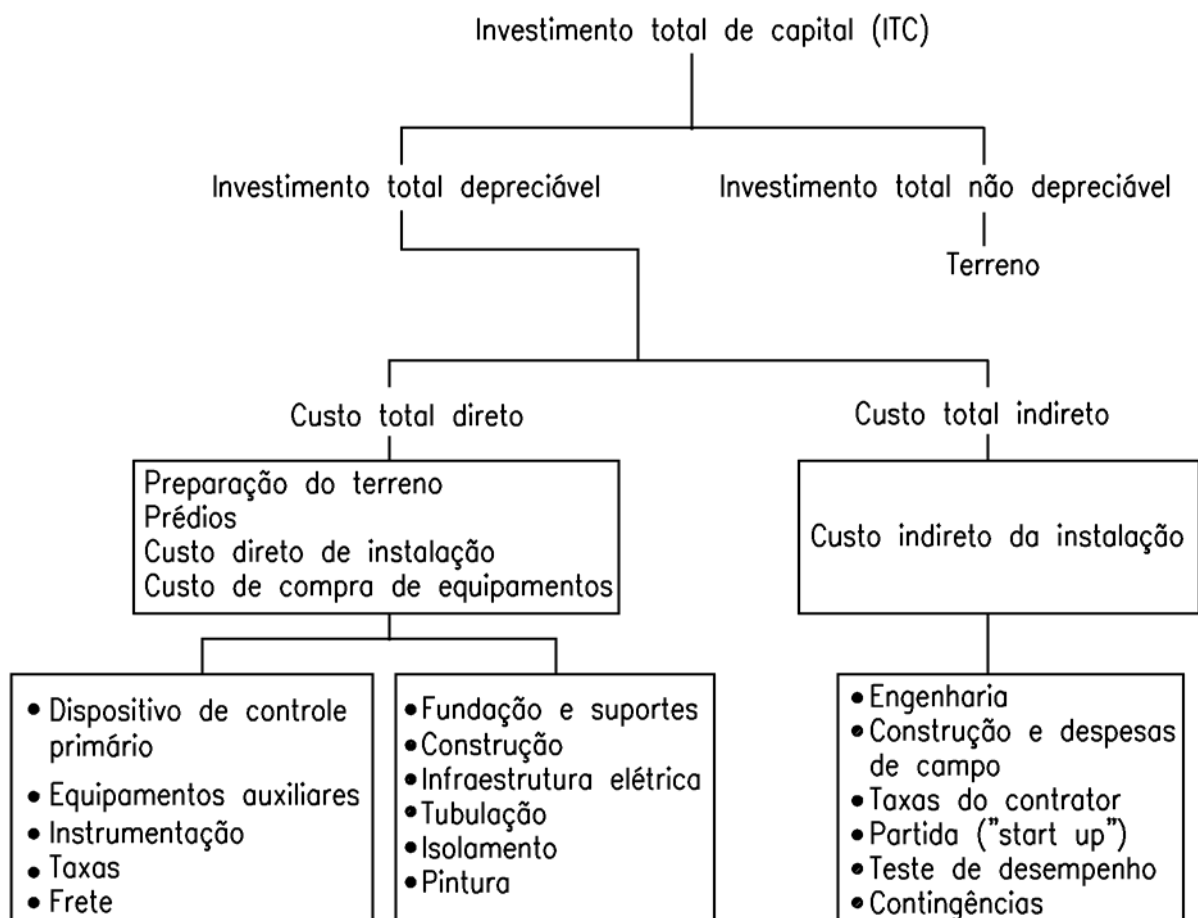 Investimento total de capital (ITC)
Investimento total depreciável
Investimento total não depreciável
Terreno
Custo total direto
Custo total indireto
Preparação do terreno
Prédios
Custo direto de instalação
Custo de compra de equipamentos
Custo indireto da instalação
• Dispositivo de controle
primário
• Equipamentos auxiliares
• Instrumentação
• Taxas
• Frete
• Fundação e suportes
• Construção
• Infraestrutura elétrica
• Tubulação
• Isolamento
• Pintura
• Engenharia
• Construção e despesas
de campo
• Taxas do contrator
• Partida ("start up")
• Teste de desempenho
• Contingências